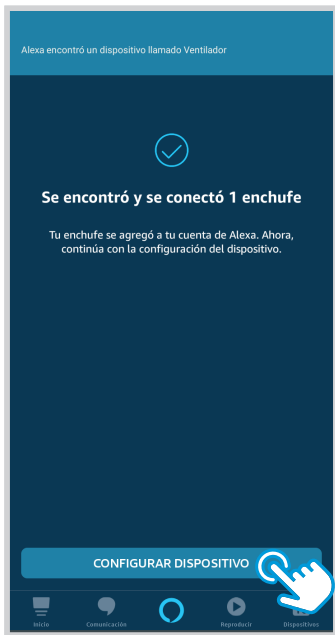 Alexa encontró un dispositivo llamado Ventilador
Se encontró y se conectó 1 enchufe
Tu enchufe se agregó a tu cuenta de Alexa. Ahora,
continúa con la configuración del dispositivo.
CONFIGURAR DISPOSITIVO
Inicio
Comunicación
Reproducir
Dispositivos